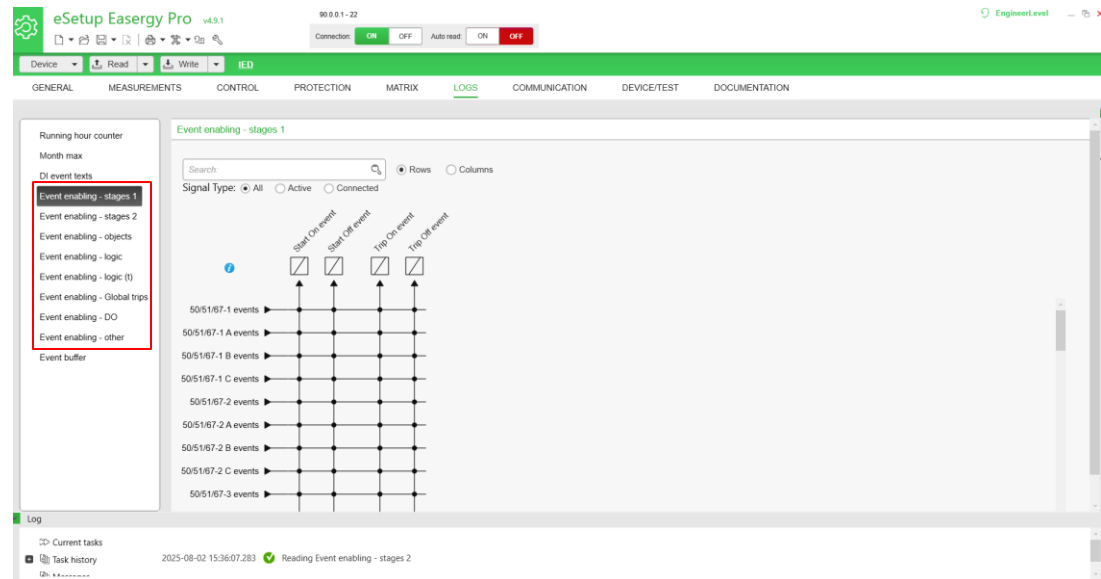 eSetup Easergy Pro v4.9.1
90.0.0.1 - 22
EngineerLevel
Connection: ON OFF Auto read: ON OFF
Device Read Write IED
GENERAL MEASUREMENTS CONTROL PROTECTION MATRIX LOGS COMMUNICATION DEVICE/TEST DOCUMENTATION
Running hour counter
Month max
DI event texts
Event enabling - stages 1
Event enabling - stages 2
Event enabling - objects
Event enabling - logic
Event enabling - logic (t)
Event enabling - Global trips
Event enabling - DO
Event enabling - other
Event buffer
Event enabling - stages 1
Search: Rows Columns
Signal Type: All Active Connected
Start On event
Start Off event
Trip On event
Trip Off event
50/51/67-1 events
50/51/67-1 A events
50/51/67-1 B events
50/51/67-1 C events
50/51/67-2 events
50/51/67-2 A events
50/51/67-2 B events
50/51/67-2 C events
50/51/67-3 events
Log
Current tasks
Task history
2025-08-02 15:36:07.283 Reading Event enabling - stages 2